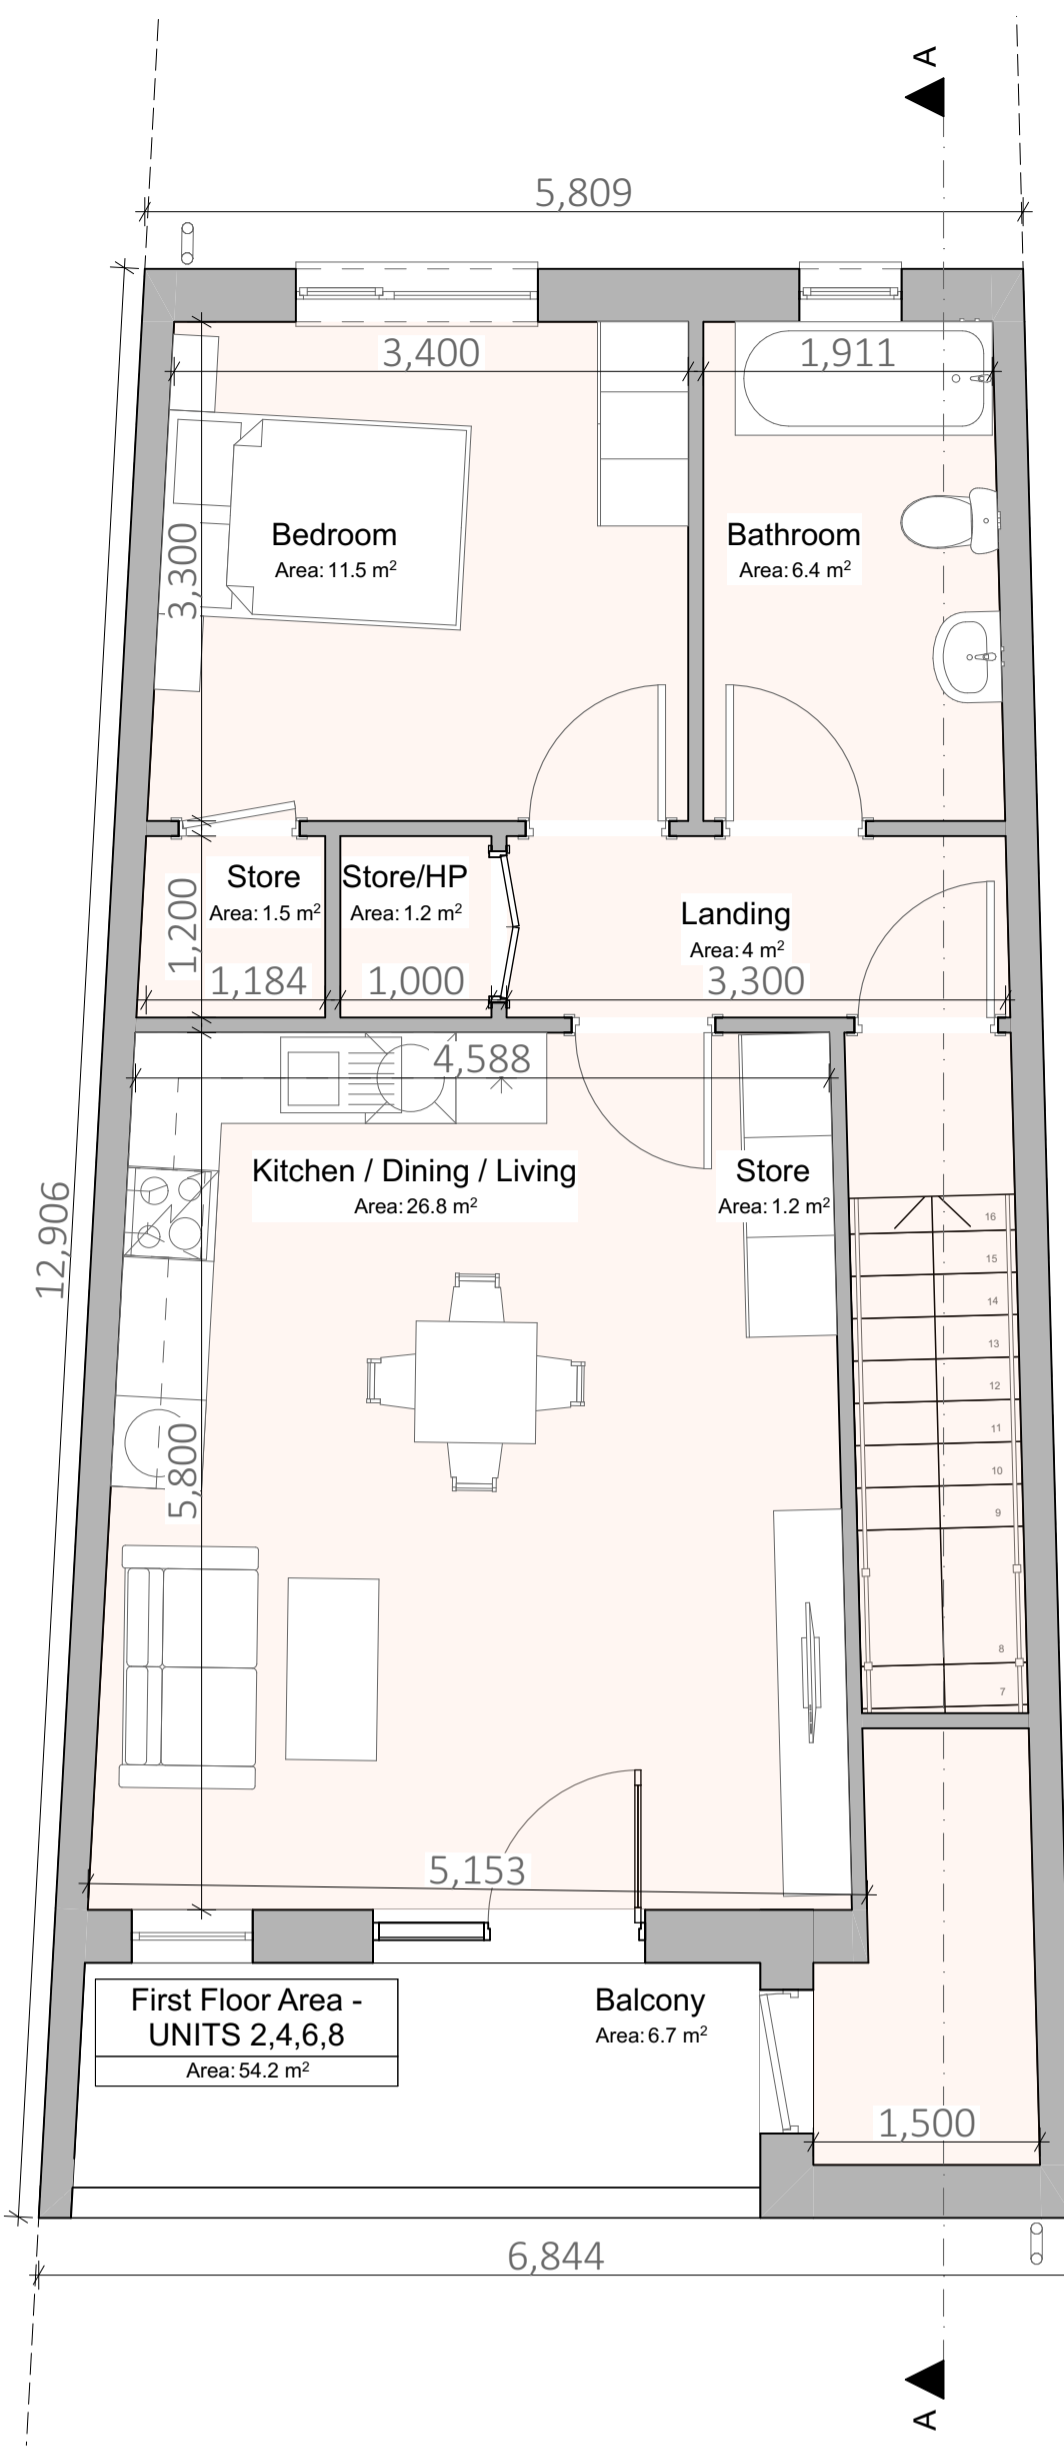 A
5,809
3,400
1,911
3,300
Bedroom
Area: 11.5 m²
Bathroom
Area: 6.4 m²
Store
Area: 1.5 m²
Store/HP
Area: 1.2 m²
Landing
Area: 4 m²
1,200
1,184
1,000
3,300
4,588
Kitchen / Dining / Living
Area: 26.8 m²
Store
Area: 1.2 m²
12,906
16
15
14
13
12
11
10
9
8
7
5,800
5,153
First Floor Area -
UNITS 2,4,6,8
Area: 54.2 m²
Balcony
Area: 6.7 m²
1,500
6,844
A